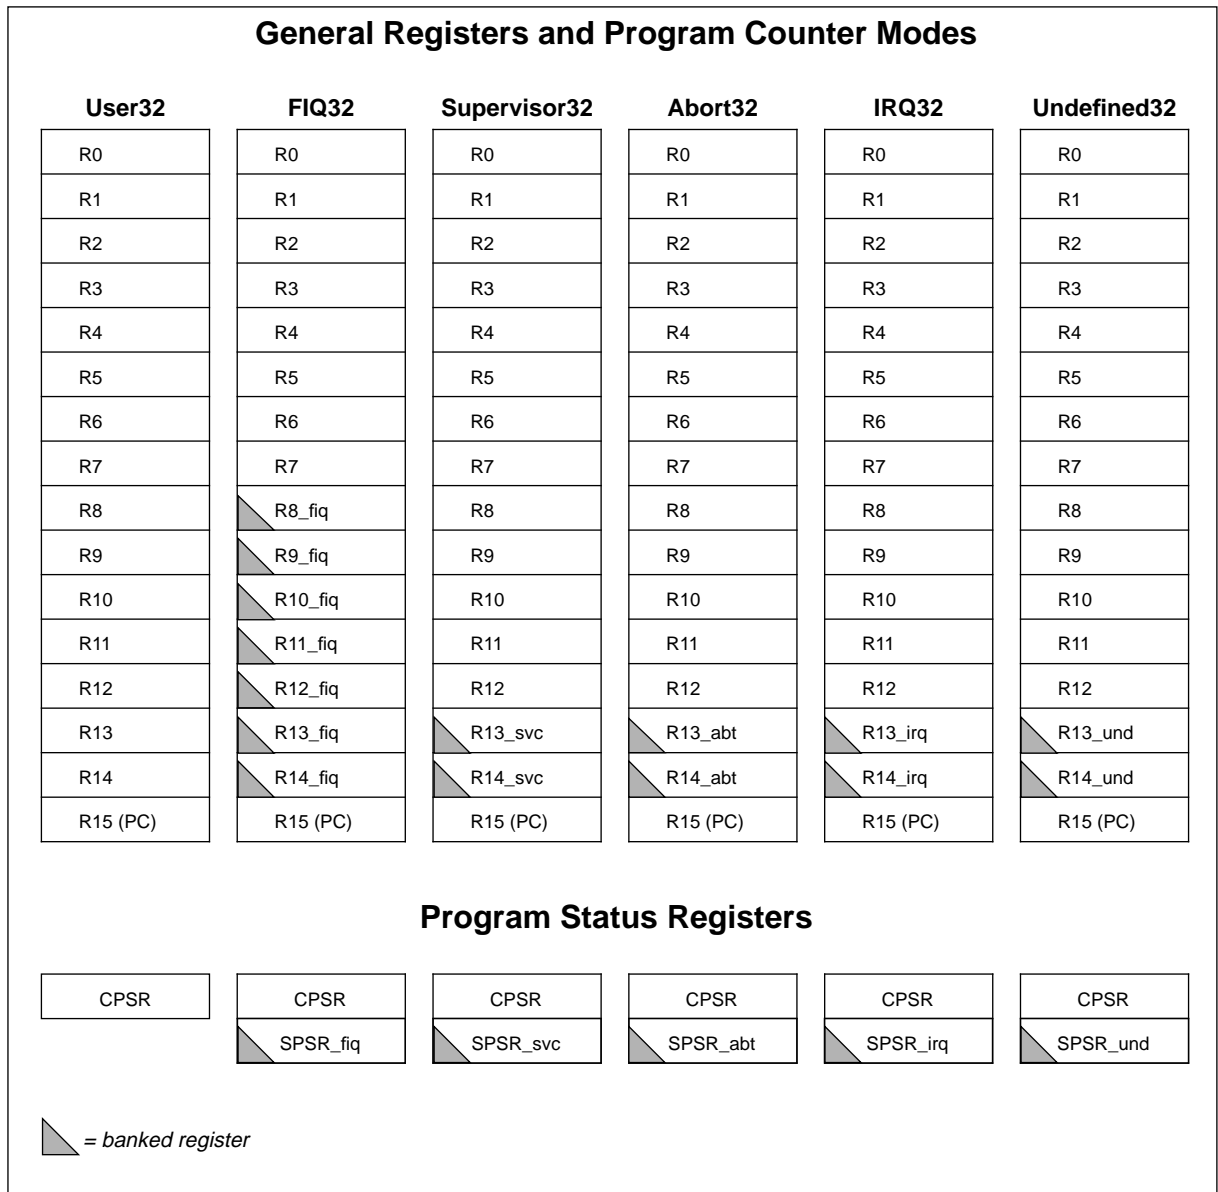 General Registers and Program Counter Modes
User32 FIQ32 Supervisor32 Abort32 IRQ32 Undefined32
R0 R0 R0 R0 R0 R0
R1 R1 R1 R1 R1 R1
R2 R2 R2 R2 R2 R2
R3 R3 R3 R3 R3 R3
R4 R4 R4 R4 R4 R4
R5 R5 R5 R5 R5 R5
R6 R6 R6 R6 R6 R6
R7 R7 R7 R7 R7 R7
R8 R8_fiq R8 R8 R8 R8
R9 R9_fiq R9 R9 R9 R9
R10 R10_fiq R10 R10 R10 R10
R11 R11_fiq R11 R11 R11 R11
R12 R12_fiq R12 R12 R12 R12
R13 R13_fiq R13_svc R13_abt R13_irq R13_und
R14 R14_fiq R14_svc R14_abt R14_irq R14_und
R15 (PC) R15 (PC) R15 (PC) R15 (PC) R15 (PC) R15 (PC)
Program Status Registers
CPSR CPSR CPSR CPSR CPSR CPSR
SPSR_fiq SPSR_svc SPSR_abt SPSR_irq SPSR_und
= banked register